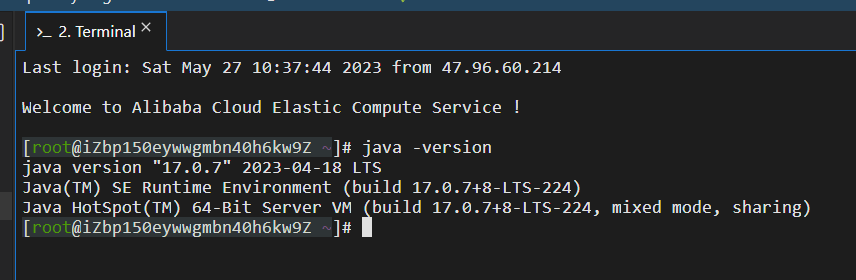 2. Terminal
Last login: Sat May 27 10:37:44 2023 from 47.96.60.214
Welcome to Alibaba Cloud Elastic Compute Service !
[root@iZbp150eywwgmbn40h6kw9Z ~]# java -version
java version "17.0.7" 2023-04-18 LTS
Java(TM) SE Runtime Environment (build 17.0.7+8-LTS-224)
Java HotSpot(TM) 64-Bit Server VM (build 17.0.7+8-LTS-224, mixed mode, sharing)
[root@iZbp150eywwgmbn40h6kw9Z ~]#